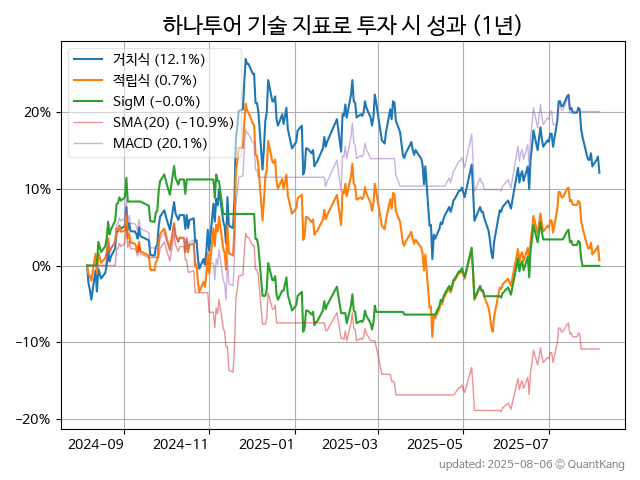 하나투어 기술 지표로 투자 시 성과 (1년)
거치식 (12.1%)
적립식 (0.7%)
SigM (−0.0%)
SMA(20) (−10.9%)
MACD (20.1%)
20%
10%
0%
−10%
−20%
2024-09 2024-11 2025-01 2025-03 2025-05 2025-07
updated: 2025-08-06 © QuantKang